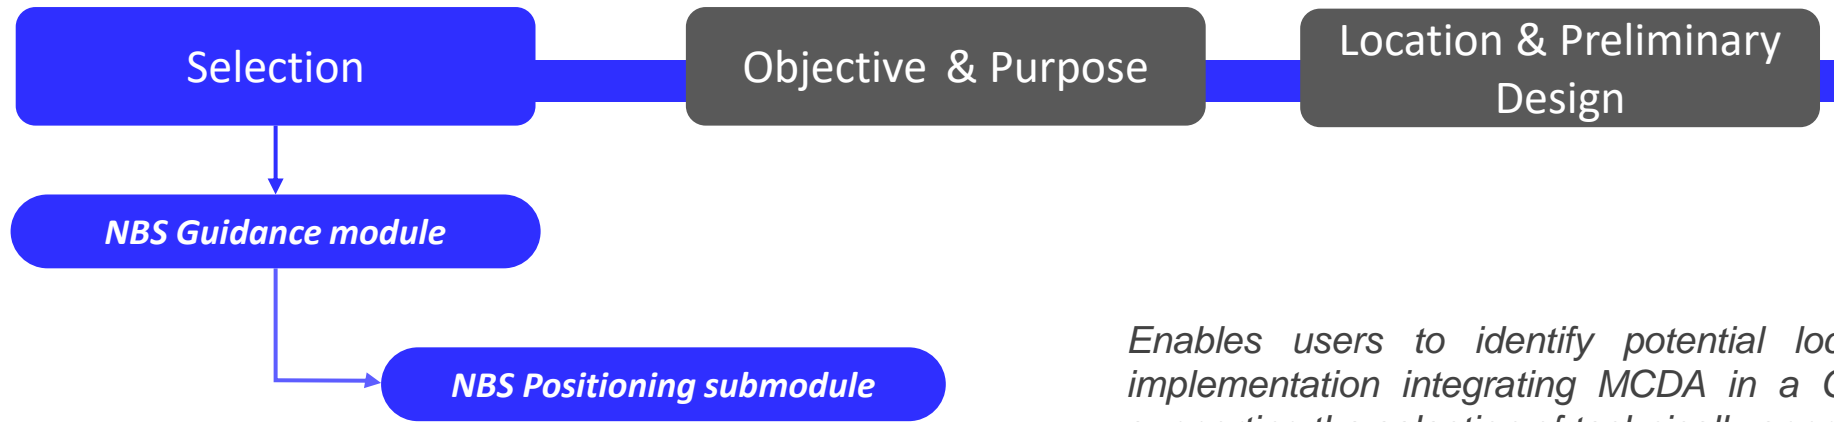 Selection
Objective & Purpose
Location & Preliminary
Design
NBS Guidance module
NBS Positioning submodule
Enables users to identify potential
implementation integrating MCDA in a